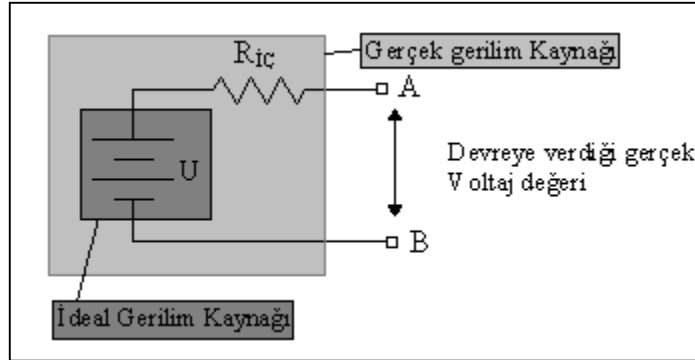 Gerçek gerilim Kaynağı
RİÇ
A
U
Devreye verdiği gerçek
Voltaj değeri
B
İdeal Gerilim Kaynağı